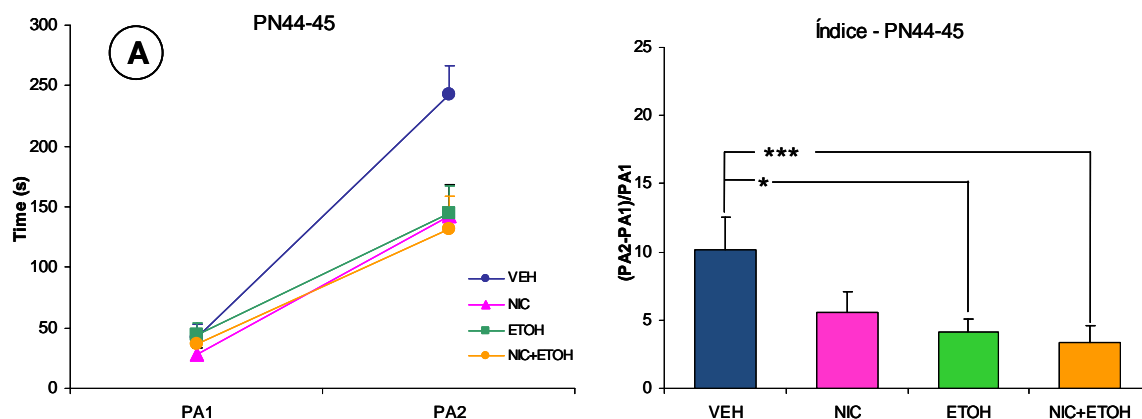 PN44-45
A
300
250
200
150
100
50
0
Time (s)
PA1
PA2
VEH
NIC
ETOH
NIC+ETOH
Índice - PN44-45
25
20
15
10
5
0
(PA2-PA1)/PA1
***
*
VEH
NIC
ETOH
NIC+ETOH